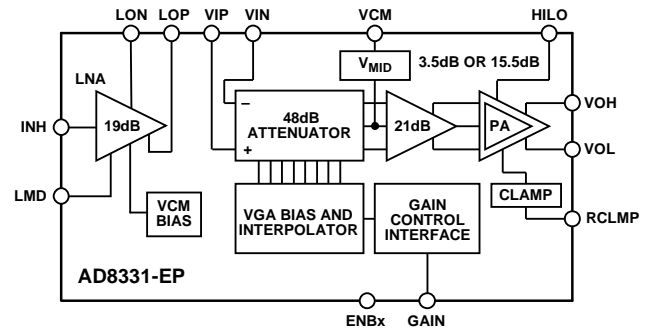 LON LOP VIP VIN VCM HILO
LNA
V MID
3.5dB OR 15.5dB
INH
19dB
–
+
48dB
ATTENUATOR
21dB
PA
VOH
VOL
LMD
VCM
BIAS
VGA BIAS AND
INTERPOLATOR
GAIN
CONTROL
INTERFACE
CLAMP
RCLMP
AD8331-EP
ENBx GAIN